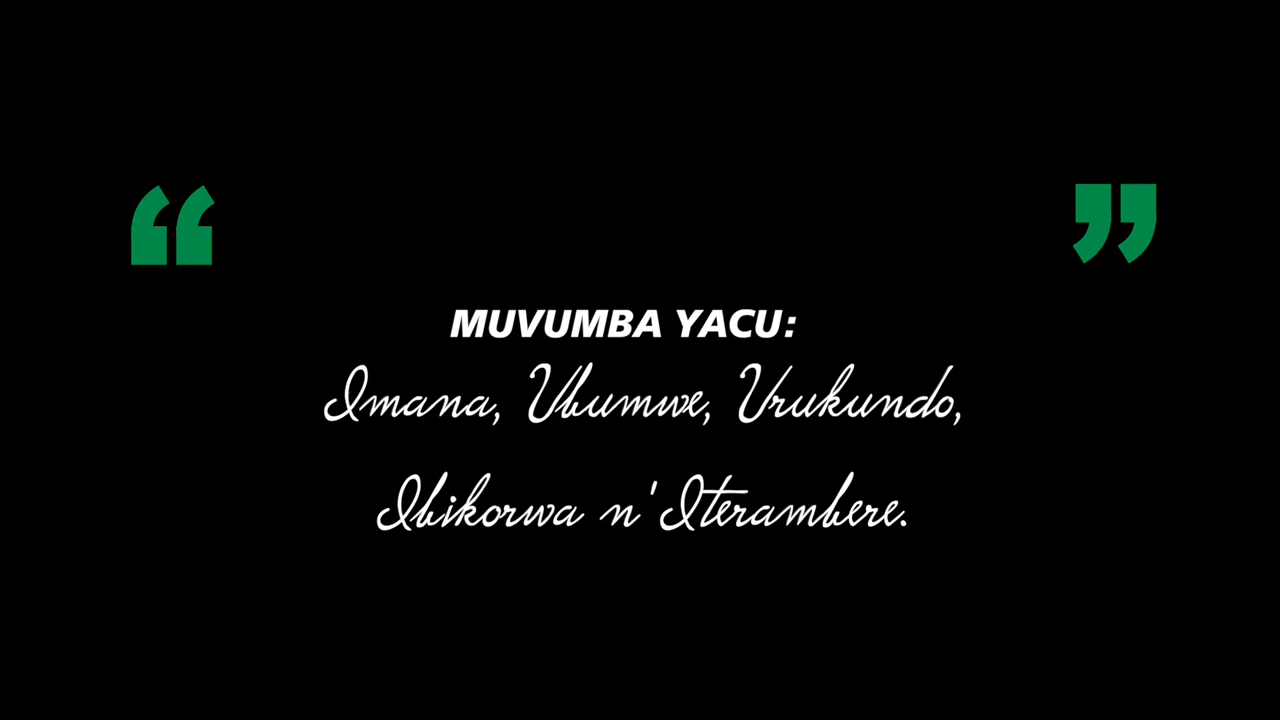 “ ”
MUVUMBA YACU:
Imana, Ubumwe, Urukundo,
Ibikorwa n'Iterambere.